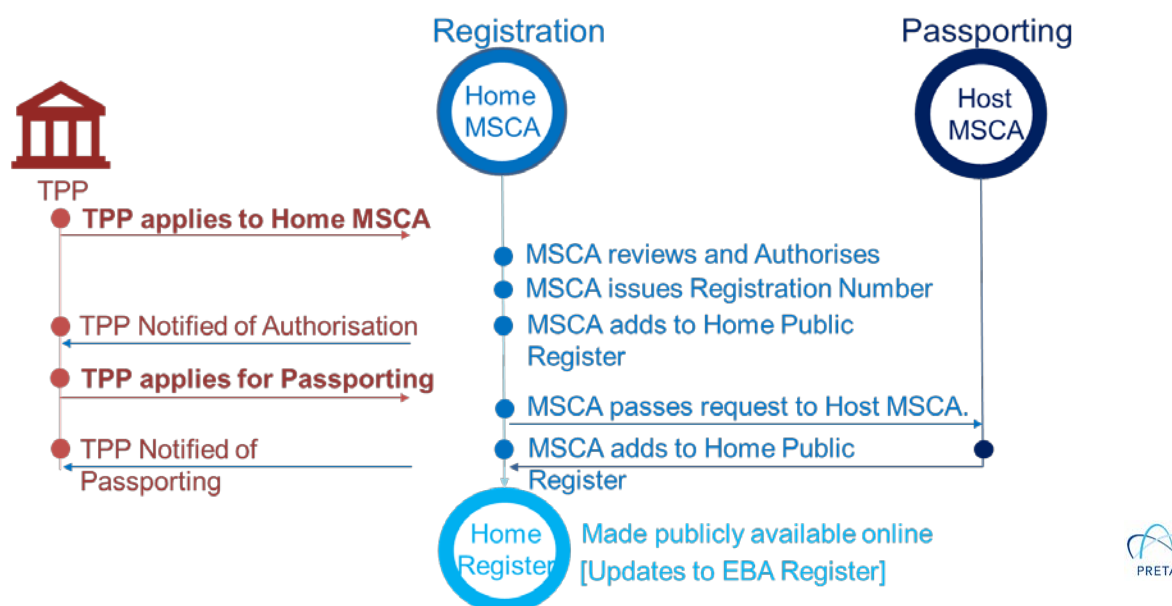 Registration
Passporting
Home
MSCA
Host
MSCA
TPP
TPP applies to Home MSCA
MSCA reviews and Authorises
MSCA issues Registration Number
TPP Notified of Authorisation
MSCA adds to Home Public
Register
TPP applies for Passporting
MSCA passes request to Host MSCA.
TPP Notified of
Passporting
MSCA adds to Home Public
Register
Home
Register
Made publicly available online
[Updates to EBA Register]
PRETA